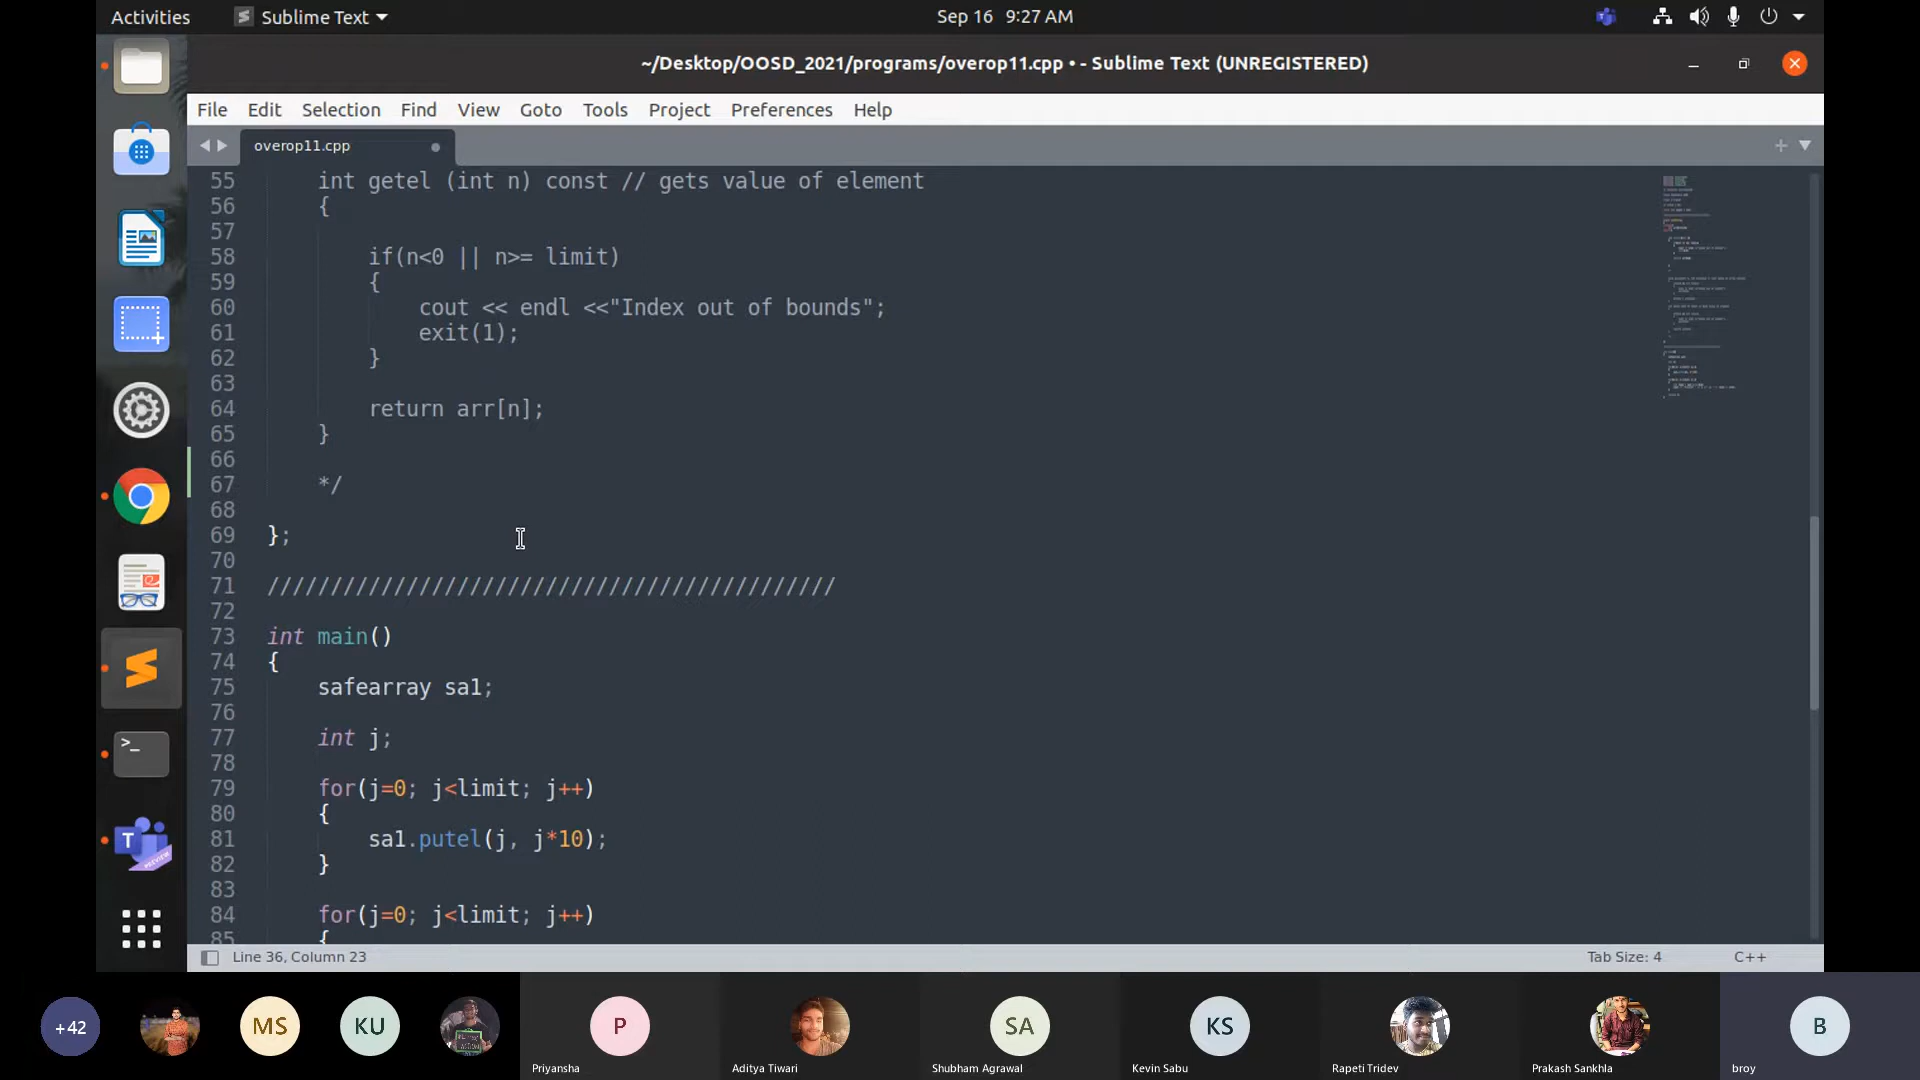 Activities Sublime Text Sep 16 9:27 AM
~/Desktop/OOSD_2021/programs/overop11.cpp • - Sublime Text (UNREGISTERED)
File Edit Selection Find View Goto Tools Project Preferences Help
overop11.cpp
55 int getel (int n) const // gets value of element
56 {
57
58 if(n<0 || n>= limit)
59 {
60 cout << endl <<"Index out of bounds";
61 exit(1);
62 }
63
64 return arr[n];
65 }
66
67 */
68
69 };
70
71 /////////////////////////////////////////////
72
73 int main()
74 {
75 safearray sa1;
76
77 int j;
78
79 for(j=0; j<limit; j++)
80 {
81 sa1.putel(j, j*10);
82 }
83
84 for(j=0; j<limit; j++)
85 {
Line 36, Column 23 Tab Size: 4 C++
+42 MS KU P SA KS B
Priyansha Aditya Tiwari Shubham Agrawal Kevin Sabu Rapeti Tridev Prakash Sankhla broy